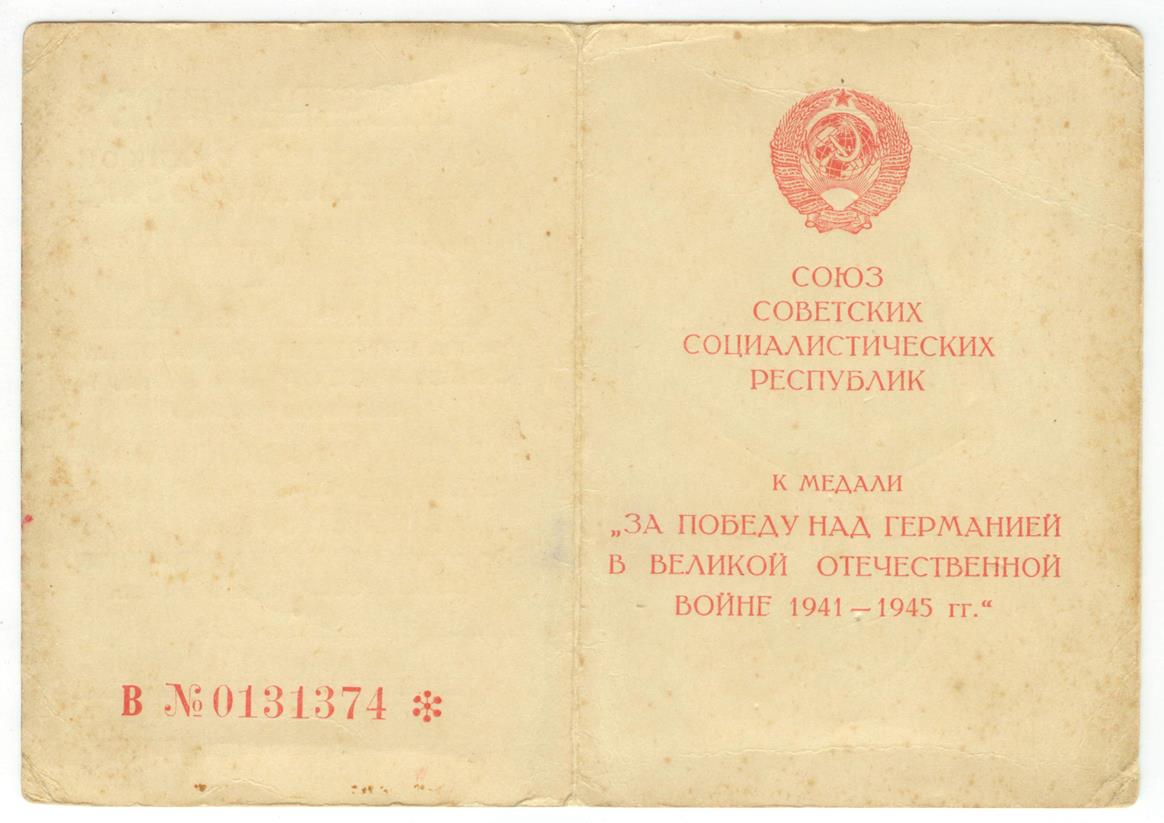 В №0131374 *
СОЮЗ
СОВЕТСКИХ
СОЦИАЛИСТИЧЕСКИХ
РЕСПУБЛИК
К МЕДАЛИ
„ЗА ПОБЕДУ НАД ГЕРМАНИЕЙ
В ВЕЛИКОЙ ОТЕЧЕСТВЕННОЙ
ВОЙНЕ 1941—1945 гг.“